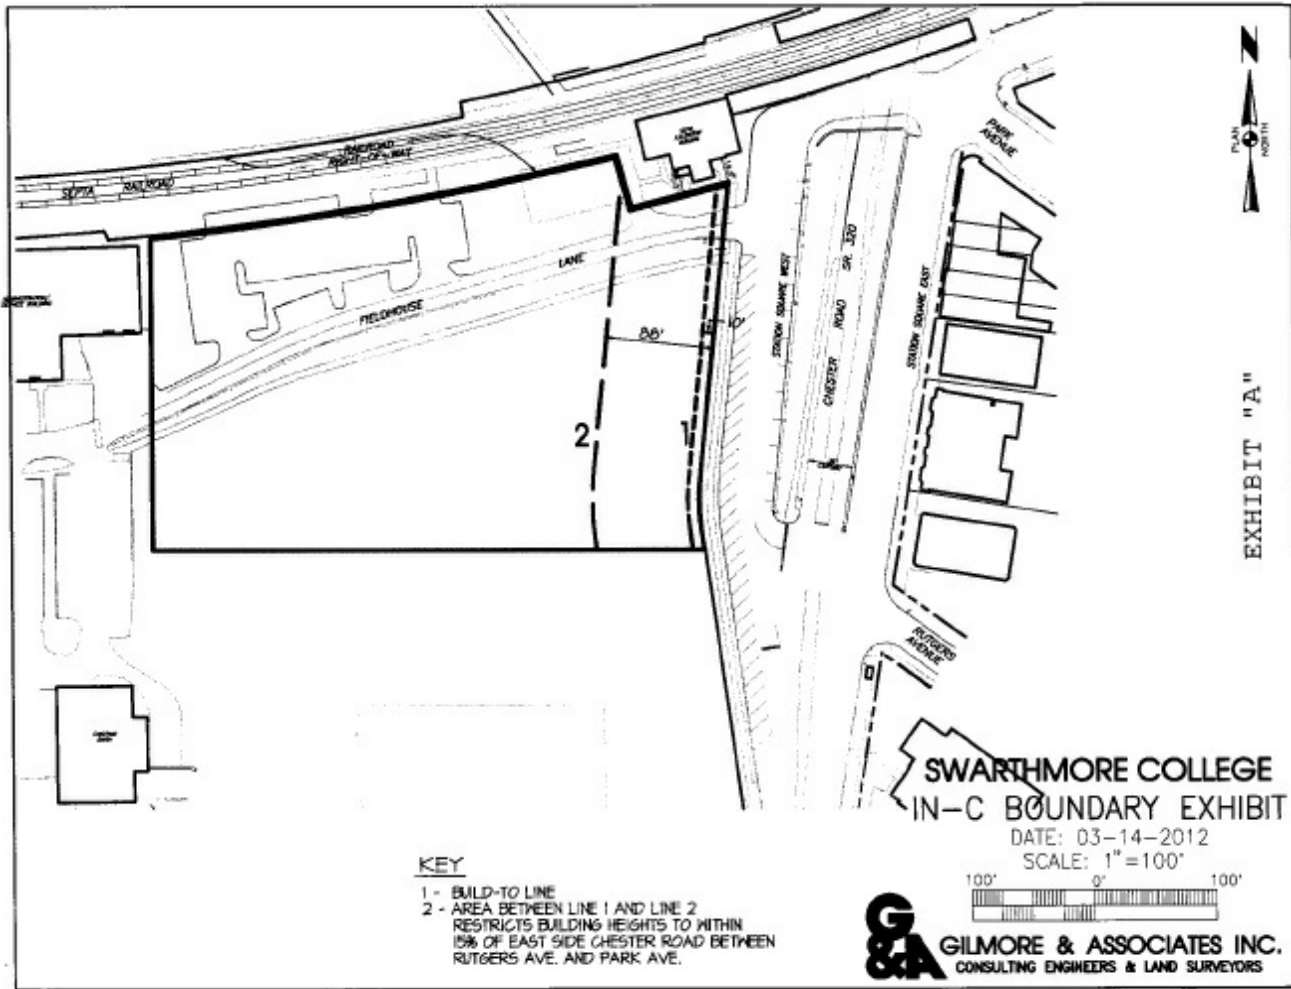 PARK
AVENUE
PLAN
NORTH
RAILROAD
RIGHT-OF-WAY
SEPTA RAILROAD
FIELDHOUSE LANE
STATION SQUARE WEST
CHESTER ROAD SR. 320
STATION SQUARE EAST
88'
10'
2
1
EXHIBIT "A"
RUTGERS
AVENUE
SWARTHMORE COLLEGE
IN-C BOUNDARY EXHIBIT
DATE: 03-14-2012
SCALE: 1"=100'
100' 0' 100'
KEY
1 - BUILD-TO LINE
2 - AREA BETWEEN LINE 1 AND LINE 2
RESTRICTS BUILDING HEIGHTS TO WITHIN
15% OF EAST SIDE CHESTER ROAD BETWEEN
RUTGERS AVE. AND PARK AVE.
G
&A
GILMORE & ASSOCIATES INC.
CONSULTING ENGINEERS & LAND SURVEYORS